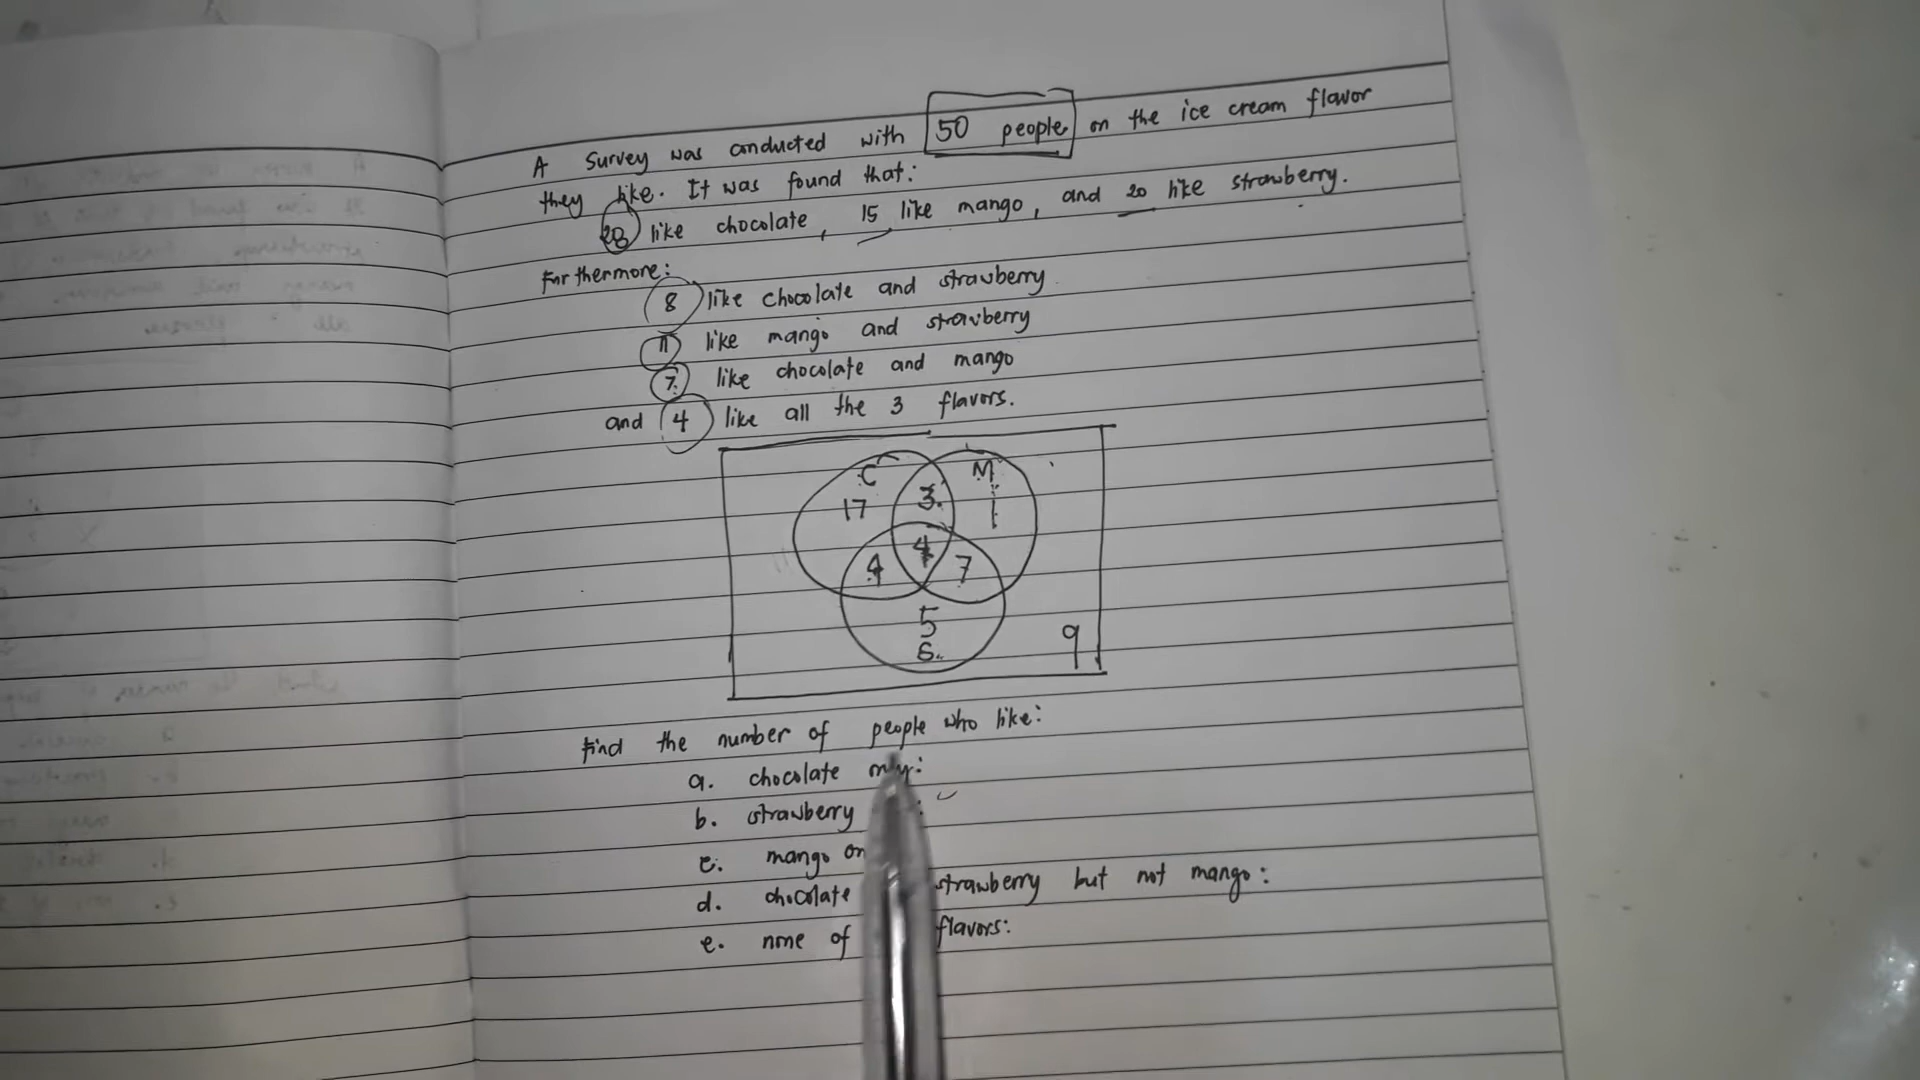 A survey was conducted with 50 people on the ice cream flavor
they like. It was found that:
28 like chocolate, 15 like mango, and 20 like strawberry.
Furthermore:
8 like chocolate and strawberry
11 like mango and strawberry
7 like chocolate and mango
and 4 like all the 3 flavors.
C M
17 3 1
4 4 7
5
S 9
Find the number of people who like:
a. chocolate only:
b. strawberry :
c. mango on
d. chocolate strawberry but not mango:
e. none of flavors: